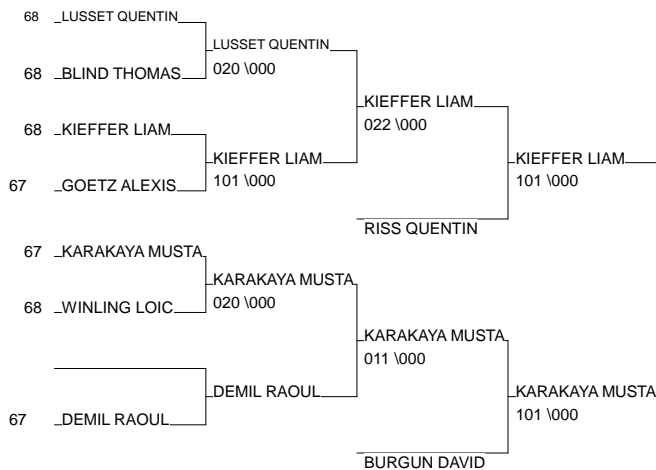 68 LUSSET QUENTIN
LUSSET QUENTIN
020 \000
68 BLIND THOMAS
KIEFFER LIAM
022 \000
68 KIEFFER LIAM
KIEFFER LIAM
101 \000
KIEFFER LIAM
101 \000
67 GOETZ ALEXIS
RISS QUENTIN
67 KARAKAYA MUSTA
KARAKAYA MUSTA
020 \000
68 WINLING LOIC
KARAKAYA MUSTA
011 \000
DEMIL RAOUL
KARAKAYA MUSTA
101 \000
67 DEMIL RAOUL
BURGUN DAVID